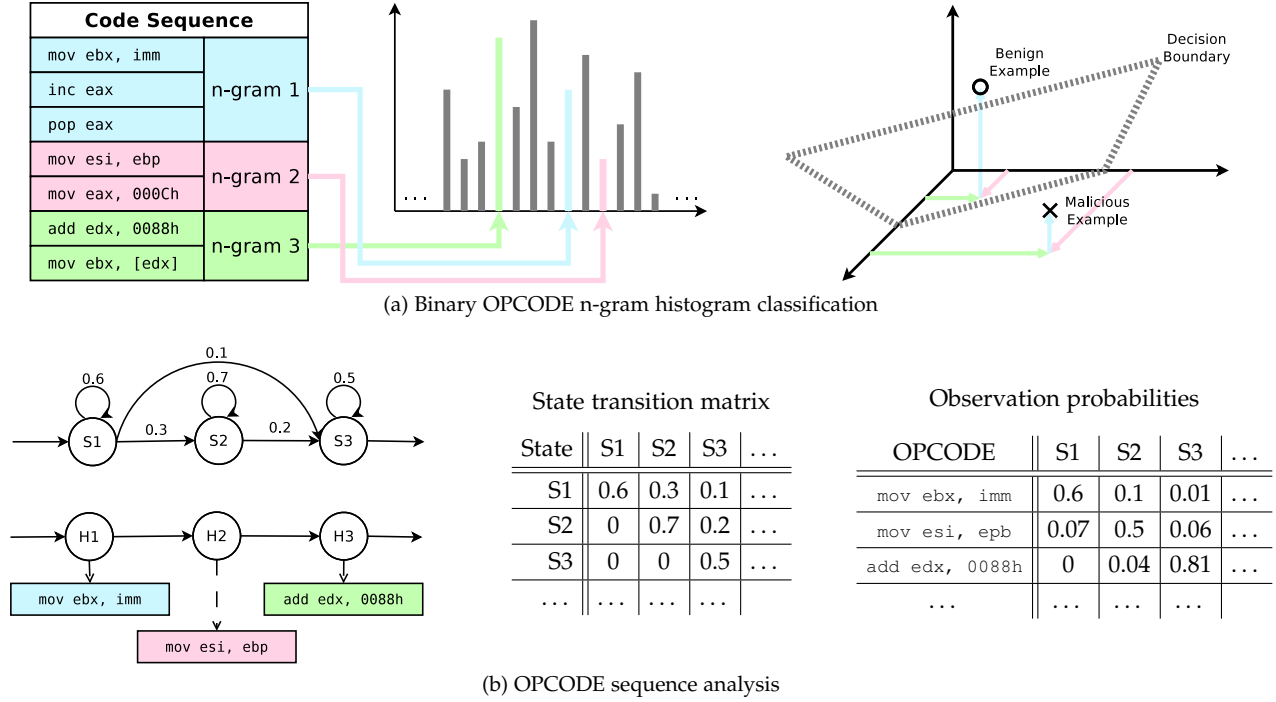 Code Sequence
mov ebx, imm
inc eax
pop eax
n-gram 1
mov esi, ebp
mov eax, 000Ch
n-gram 2
add edx, 0088h
mov ebx, [edx]
n-gram 3
...
...
Benign
Example
Decision
Boundary
Malicious
Example
(a) Binary OPCODE n-gram histogram classification
0.1
0.6
0.7
0.5
S1
0.3
S2
0.2
S3
H1
H2
H3
mov ebx, imm
add edx, 0088h
mov esi, ebp
State transition matrix
State S1 S2 S3 ...
S1 0.6 0.3 0.1 ...
S2 0 0.7 0.2 ...
S3 0 0 0.5 ...
... ... ... ...
Observation probabilities
OPCODE S1 S2 S3 ...
mov ebx, imm 0.6 0.1 0.01 ...
mov esi, epb 0.07 0.5 0.06 ...
add edx, 0088h 0 0.04 0.81 ...
... ... ... ...
(b) OPCODE sequence analysis